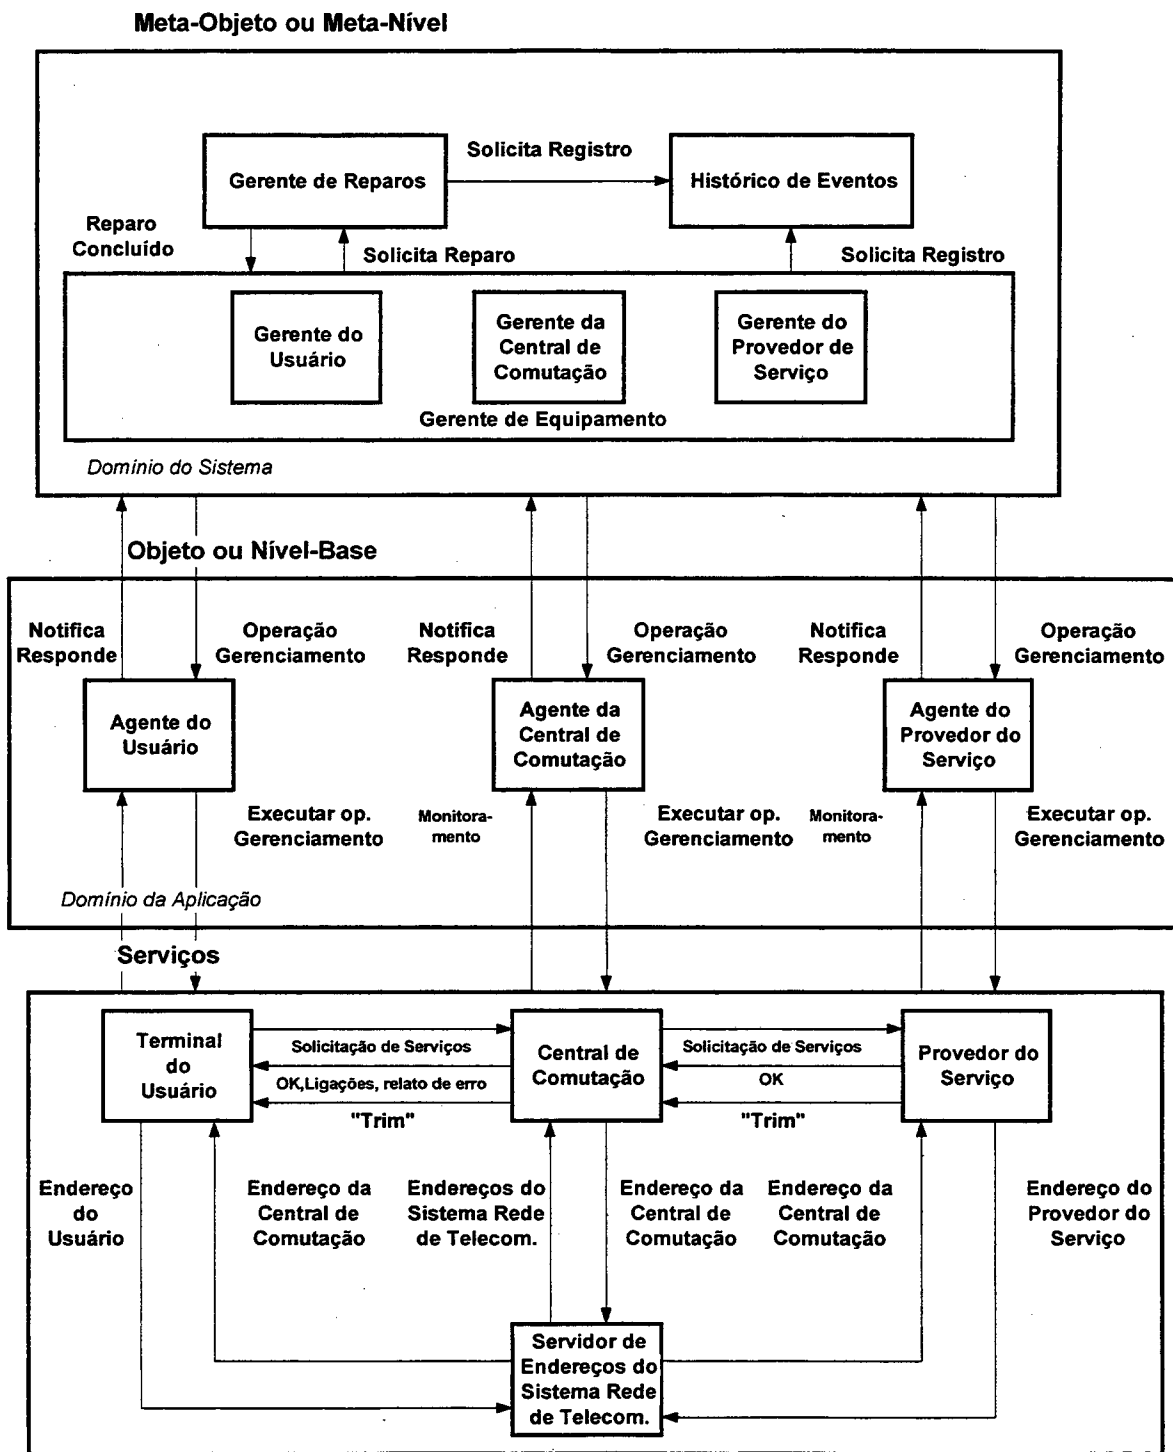 Meta-Objeto ou Meta-Nível
Solicita Registro
Gerente de Reparos
Histórico de Eventos
Reparo
Concluído
Solicita Reparo
Solicita Registro
Gerente do
Usuário
Gerente da
Central de
Comutação
Gerente do
Provedor de
Serviço
Gerente de Equipamento
Domínio do Sistema
Objeto ou Nível-Base
Notifica
Responde
Operação
Gerenciamento
Notifica
Responde
Operação
Gerenciamento
Notifica
Responde
Operação
Gerenciamento
Agente do
Usuário
Agente da
Central de
Comutação
Agente do
Provedor do
Serviço
Executar op.
Gerenciamento
Monitora-
mento
Executar op.
Gerenciamento
Monitora-
mento
Executar op.
Gerenciamento
Domínio da Aplicação
Serviços
Terminal
do
Usuário
Solicitação de Serviços
OK,Ligações, relato de erro
"Trim"
Central de
Comutação
Solicitação de Serviços
OK
"Trim"
Provedor do
Serviço
Endereço
do
Usuário
Endereço da
Central de
Comutação
Endereços do
Sistema Rede
de Telecom.
Endereço da
Central de
Comutação
Endereço da
Central de
Comutação
Endereço do
Provedor do
Serviço
Servidor de
Endereços do
Sistema Rede
de Telecom.